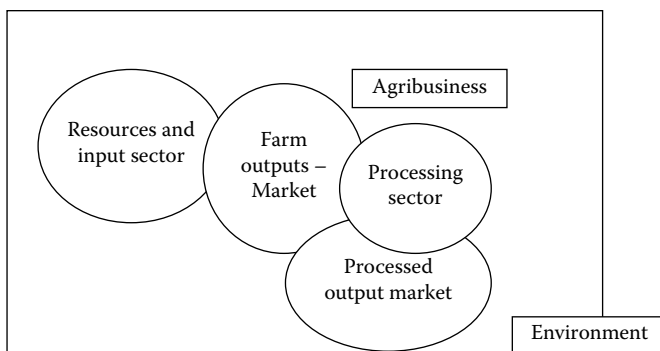 Agribusiness
Resources and
input sector
Farm
outputs –
Market
Processing
sector
Processed
output market
Environment